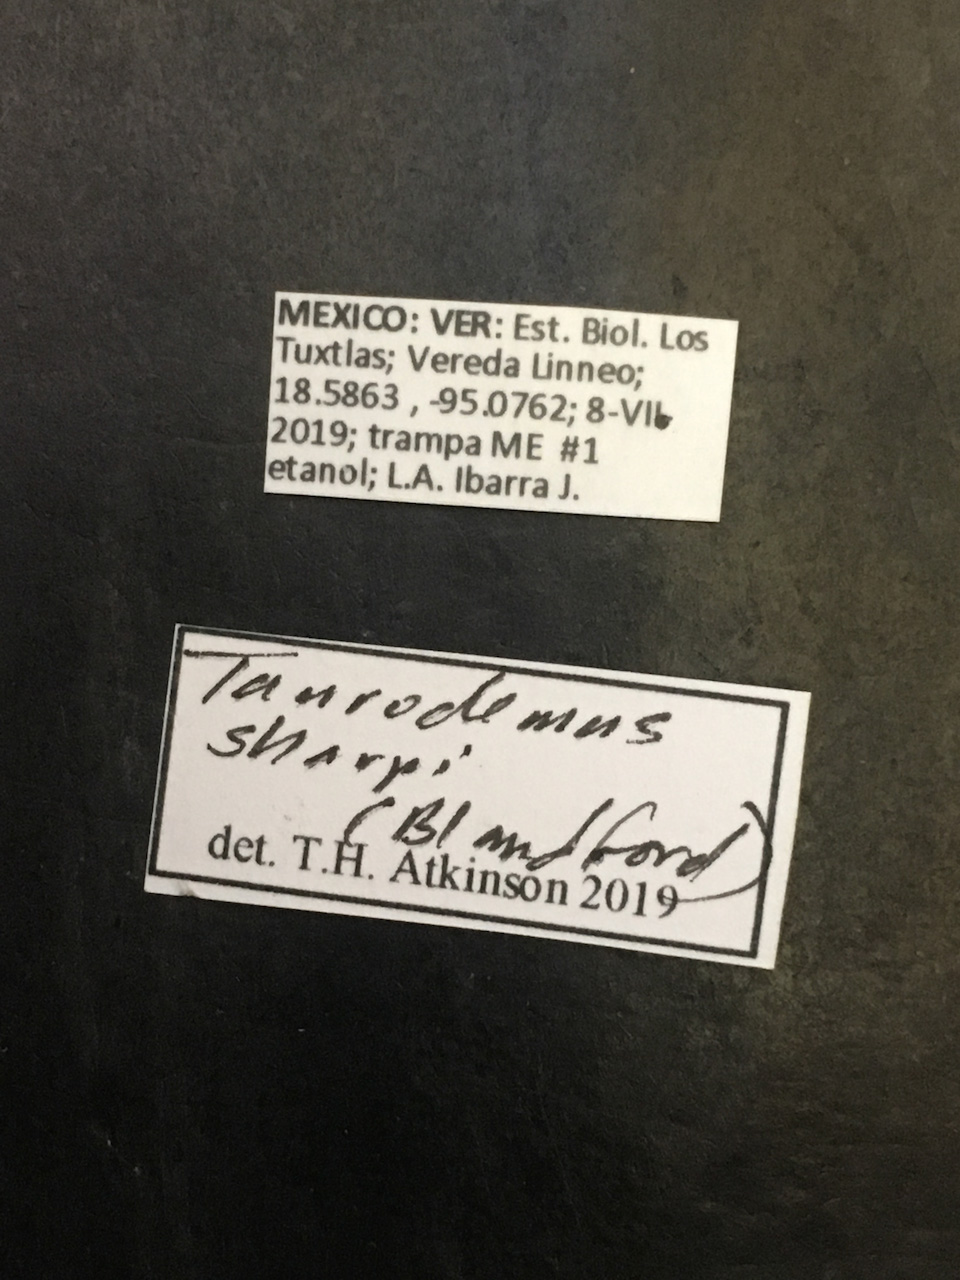 MEXICO: VER: Est. Biol. Los
Tuxtlas; Vereda Linneo;
18.5863 , -95.0762; 8-VII-
2019; trampa ME #1
etanol; L.A. Ibarra J.
Taurodemus
sharpi
(Blandford)
det. T.H. Atkinson 2019